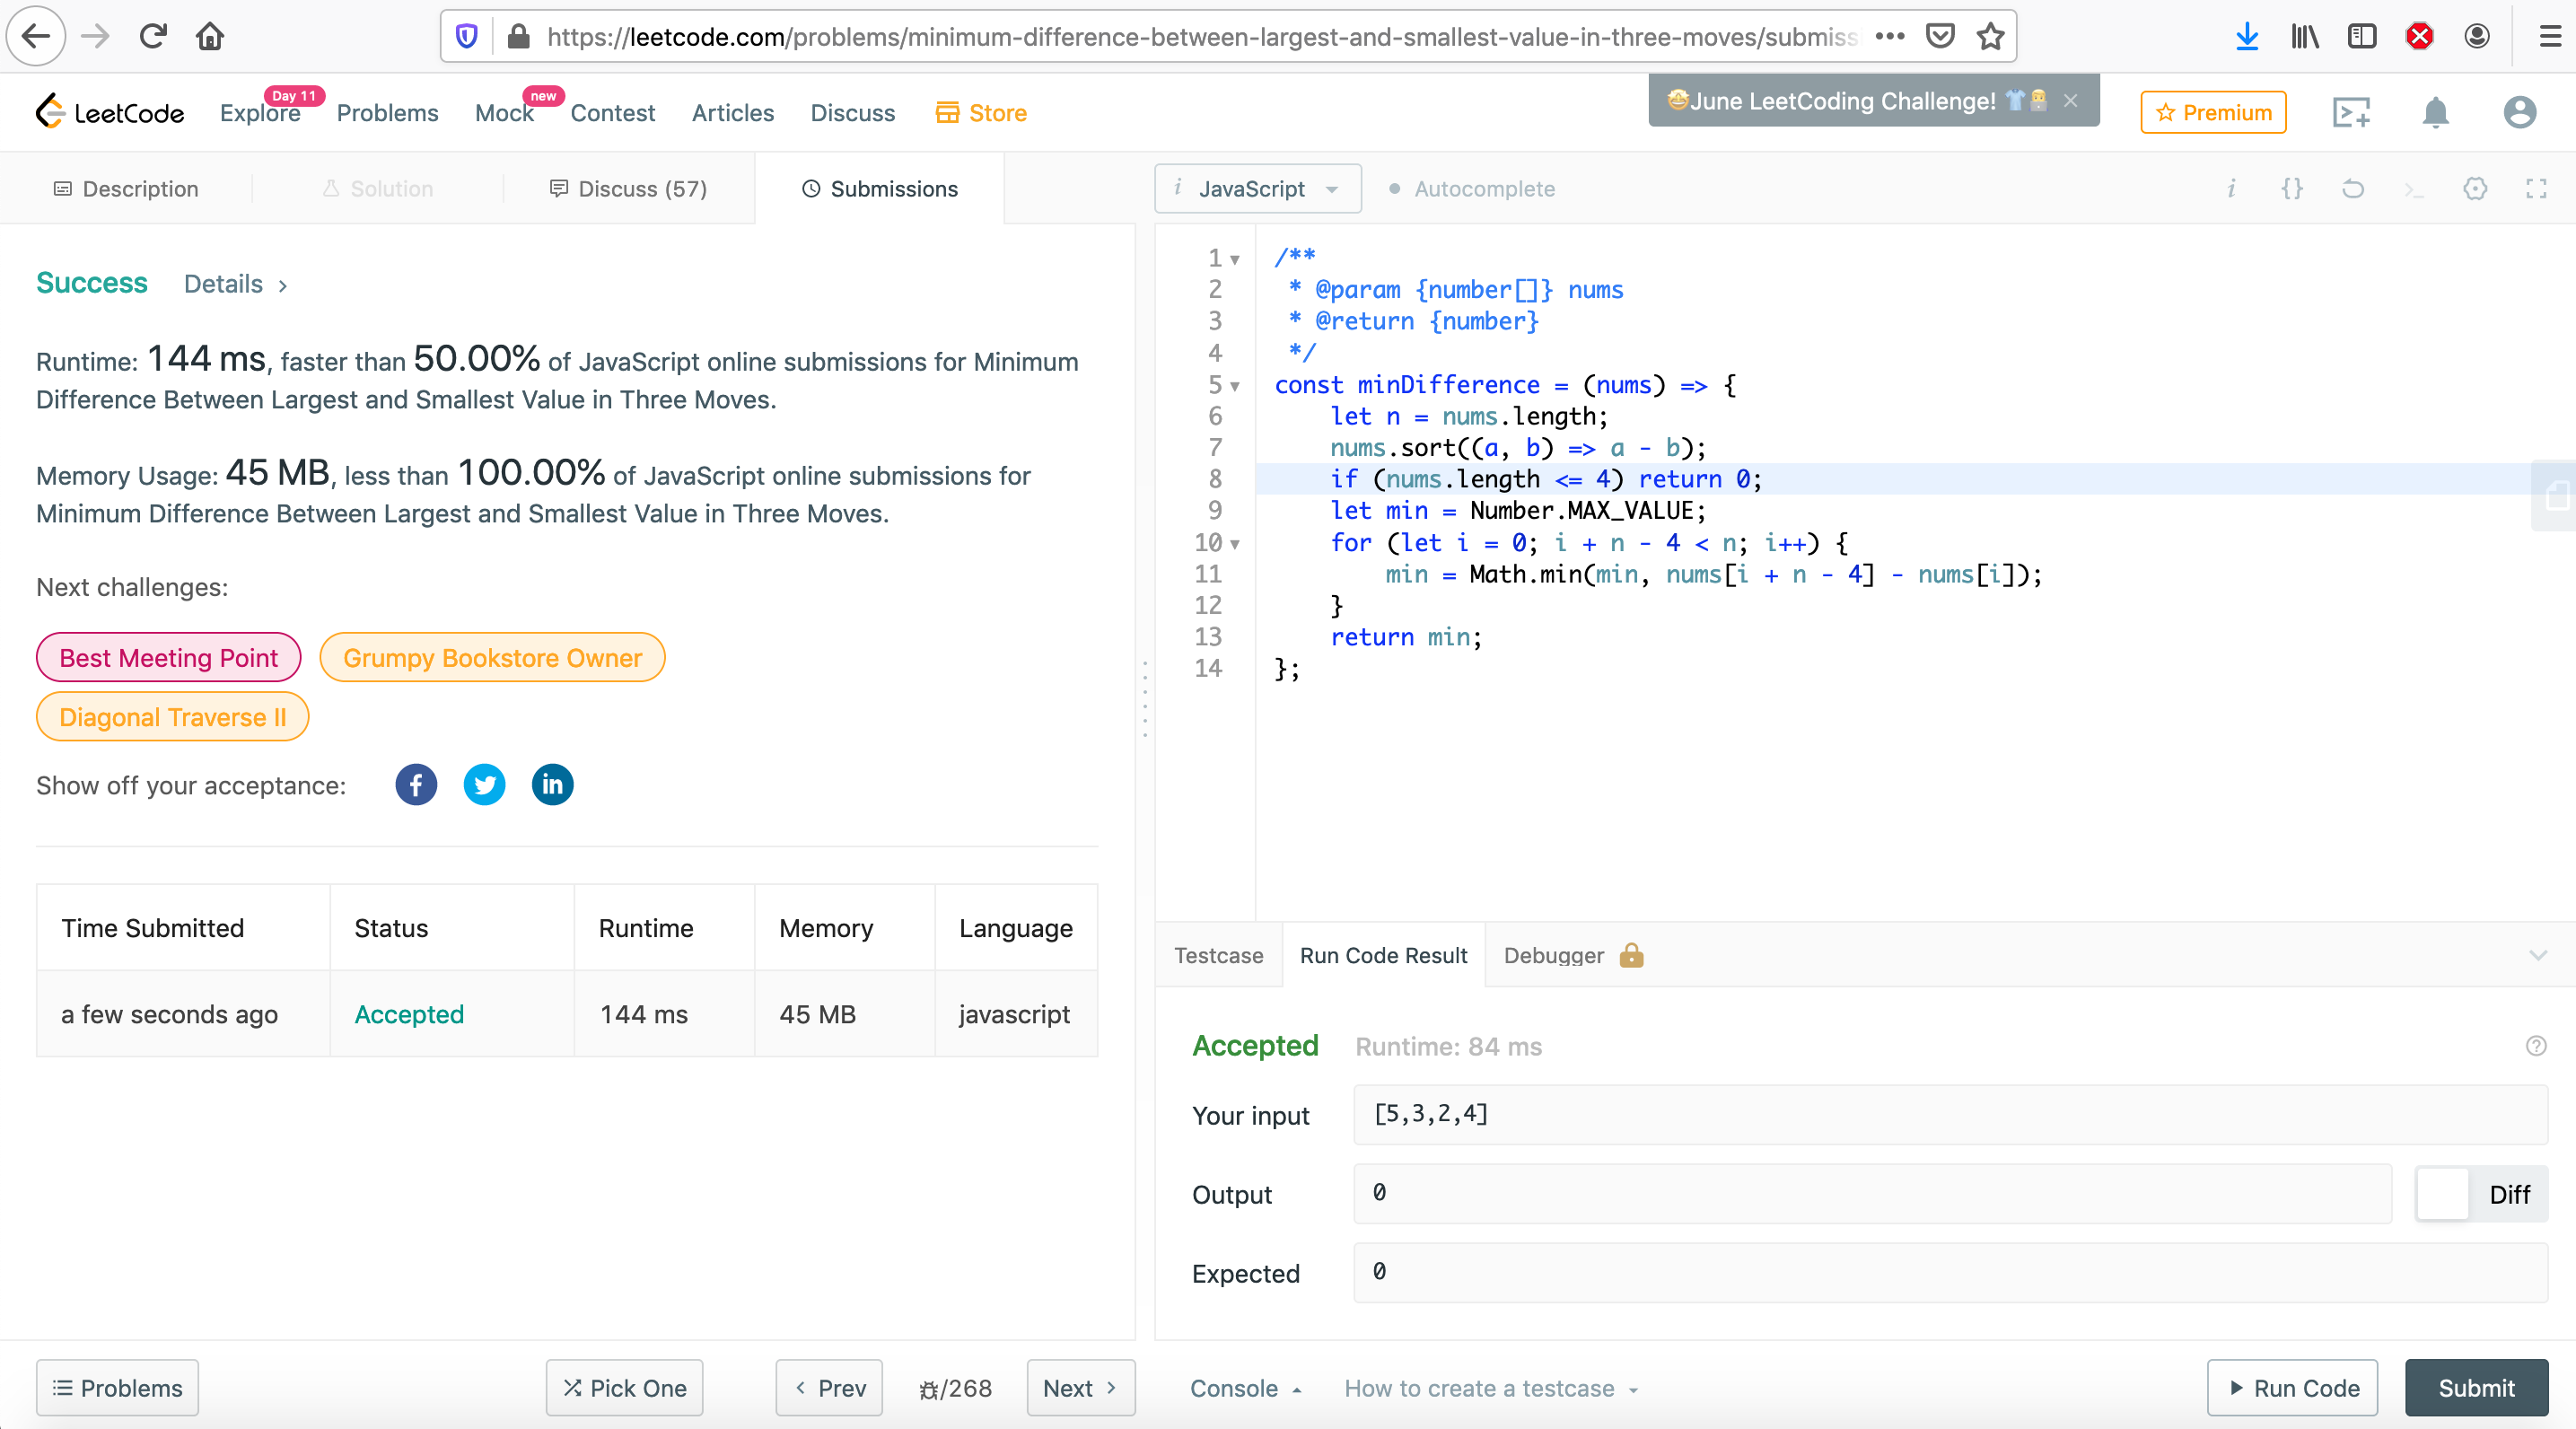 https://leetcode.com/problems/minimum-difference-between-largest-and-smallest-value-in-three-moves/submiss
LeetCode
Explore
Day 11
Problems
Mock
new
Contest
Articles
Discuss
Store
🤩June LeetCoding Challenge! 👕👩‍💻 ×
Premium
Description
Solution
Discuss (57)
Submissions
i JavaScript
Autocomplete
Success Details >
Runtime: 144 ms, faster than 50.00% of JavaScript online submissions for Minimum
Difference Between Largest and Smallest Value in Three Moves.
Memory Usage: 45 MB, less than 100.00% of JavaScript online submissions for
Minimum Difference Between Largest and Smallest Value in Three Moves.
Next challenges:
Best Meeting Point
Grumpy Bookstore Owner
Diagonal Traverse II
Show off your acceptance:
Time Submitted Status Runtime Memory Language
a few seconds ago Accepted 144 ms 45 MB javascript
1 /**
2  * @param {number[]} nums
3  * @return {number}
4  */
5 const minDifference = (nums) => {
6     let n = nums.length;
7     nums.sort((a, b) => a - b);
8     if (nums.length <= 4) return 0;
9     let min = Number.MAX_VALUE;
10     for (let i = 0; i + n - 4 < n; i++) {
11         min = Math.min(min, nums[i + n - 4] - nums[i]);
12     }
13     return min;
14 };
Testcase
Run Code Result
Debugger
Accepted Runtime: 84 ms
Your input [5,3,2,4]
Output 0
Diff
Expected 0
Problems
Pick One
< Prev
/268
Next >
Console
How to create a testcase
Run Code
Submit